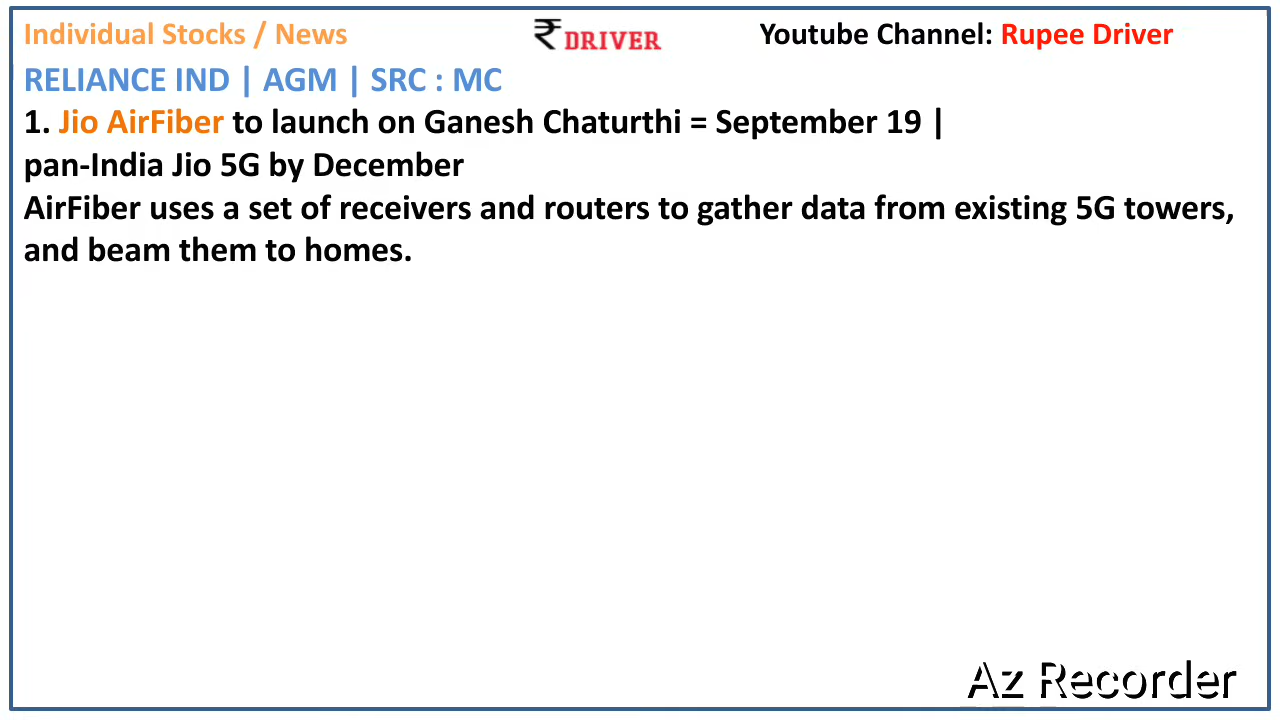 Individual Stocks / News
₹ DRIVER
Youtube Channel: Rupee Driver
RELIANCE IND | AGM | SRC : MC
1. Jio AirFiber to launch on Ganesh Chaturthi = September 19 |
pan-India Jio 5G by December
AirFiber uses a set of receivers and routers to gather data from existing 5G towers,
and beam them to homes.
Az Recorder